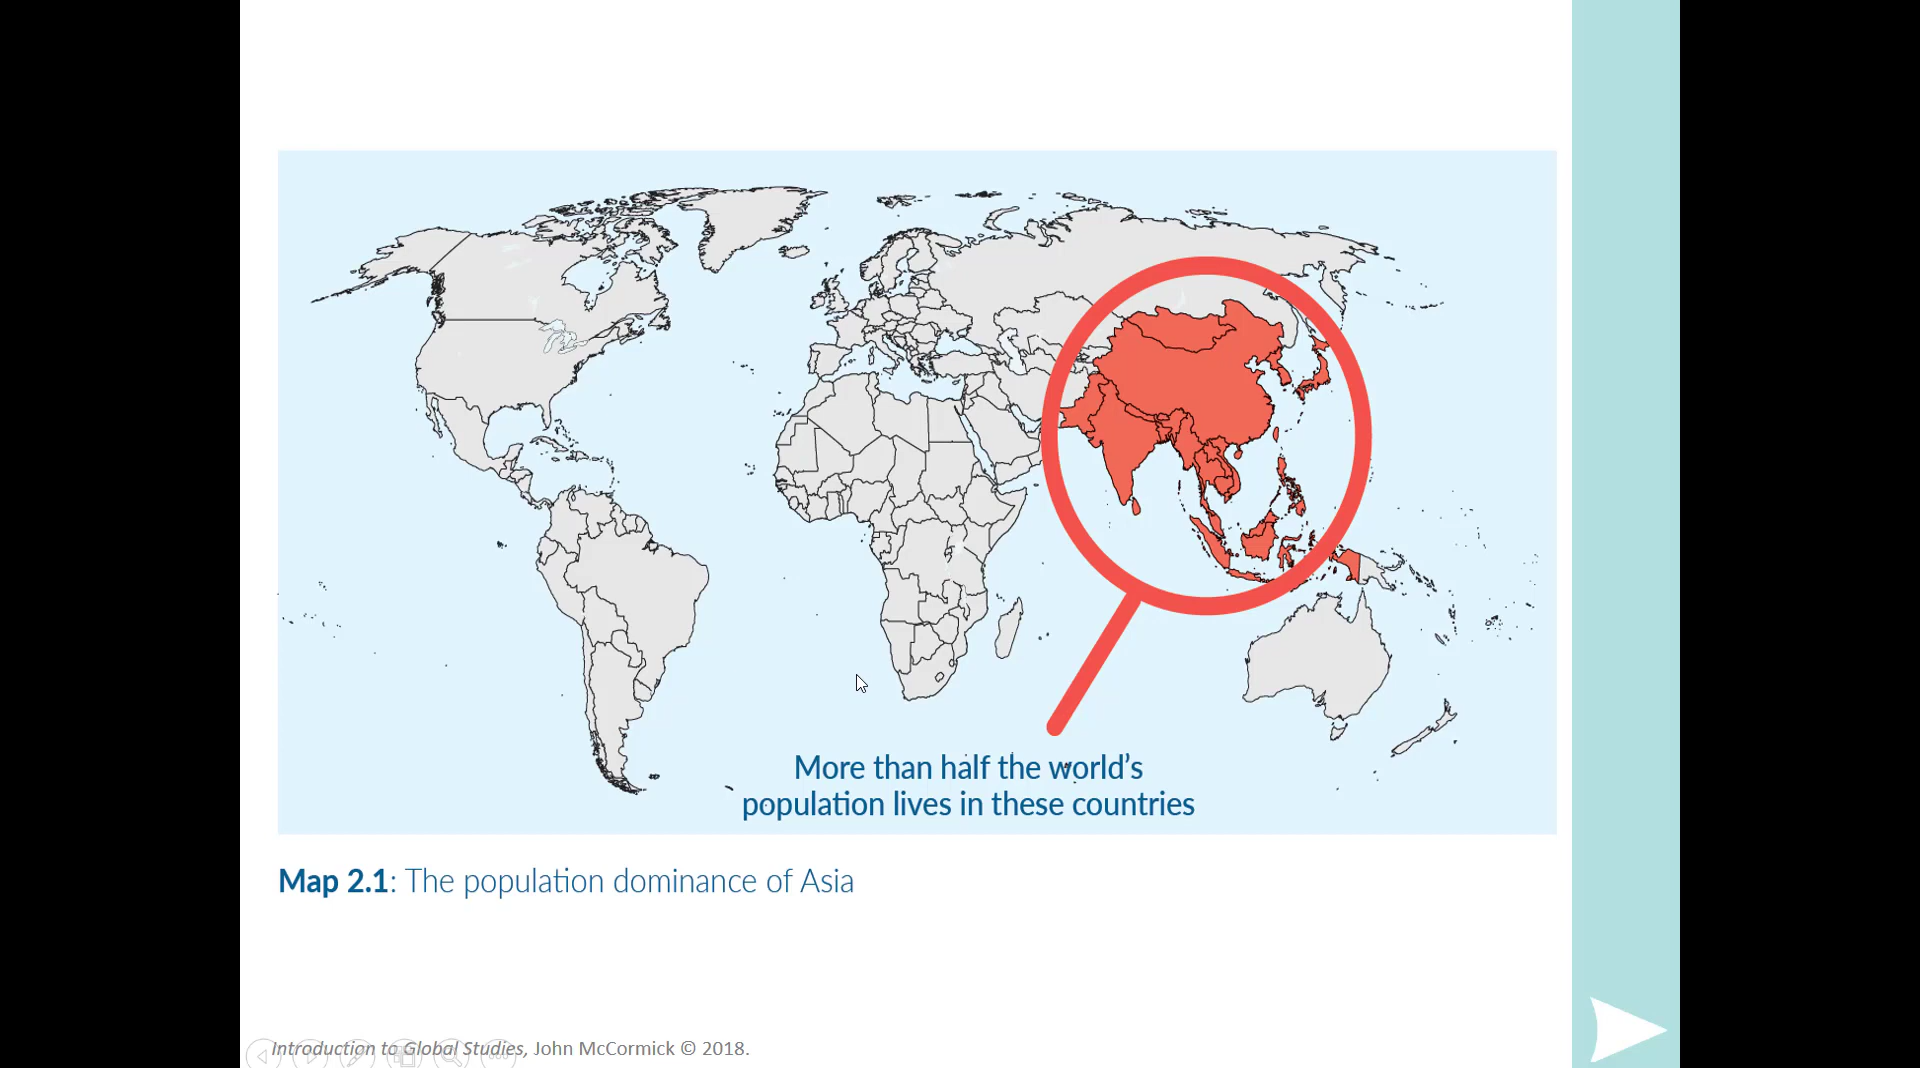 More than half the world's
population lives in these countries
Map 2.1: The population dominance of Asia
Introduction to Global Studies, John McCormick © 2018.